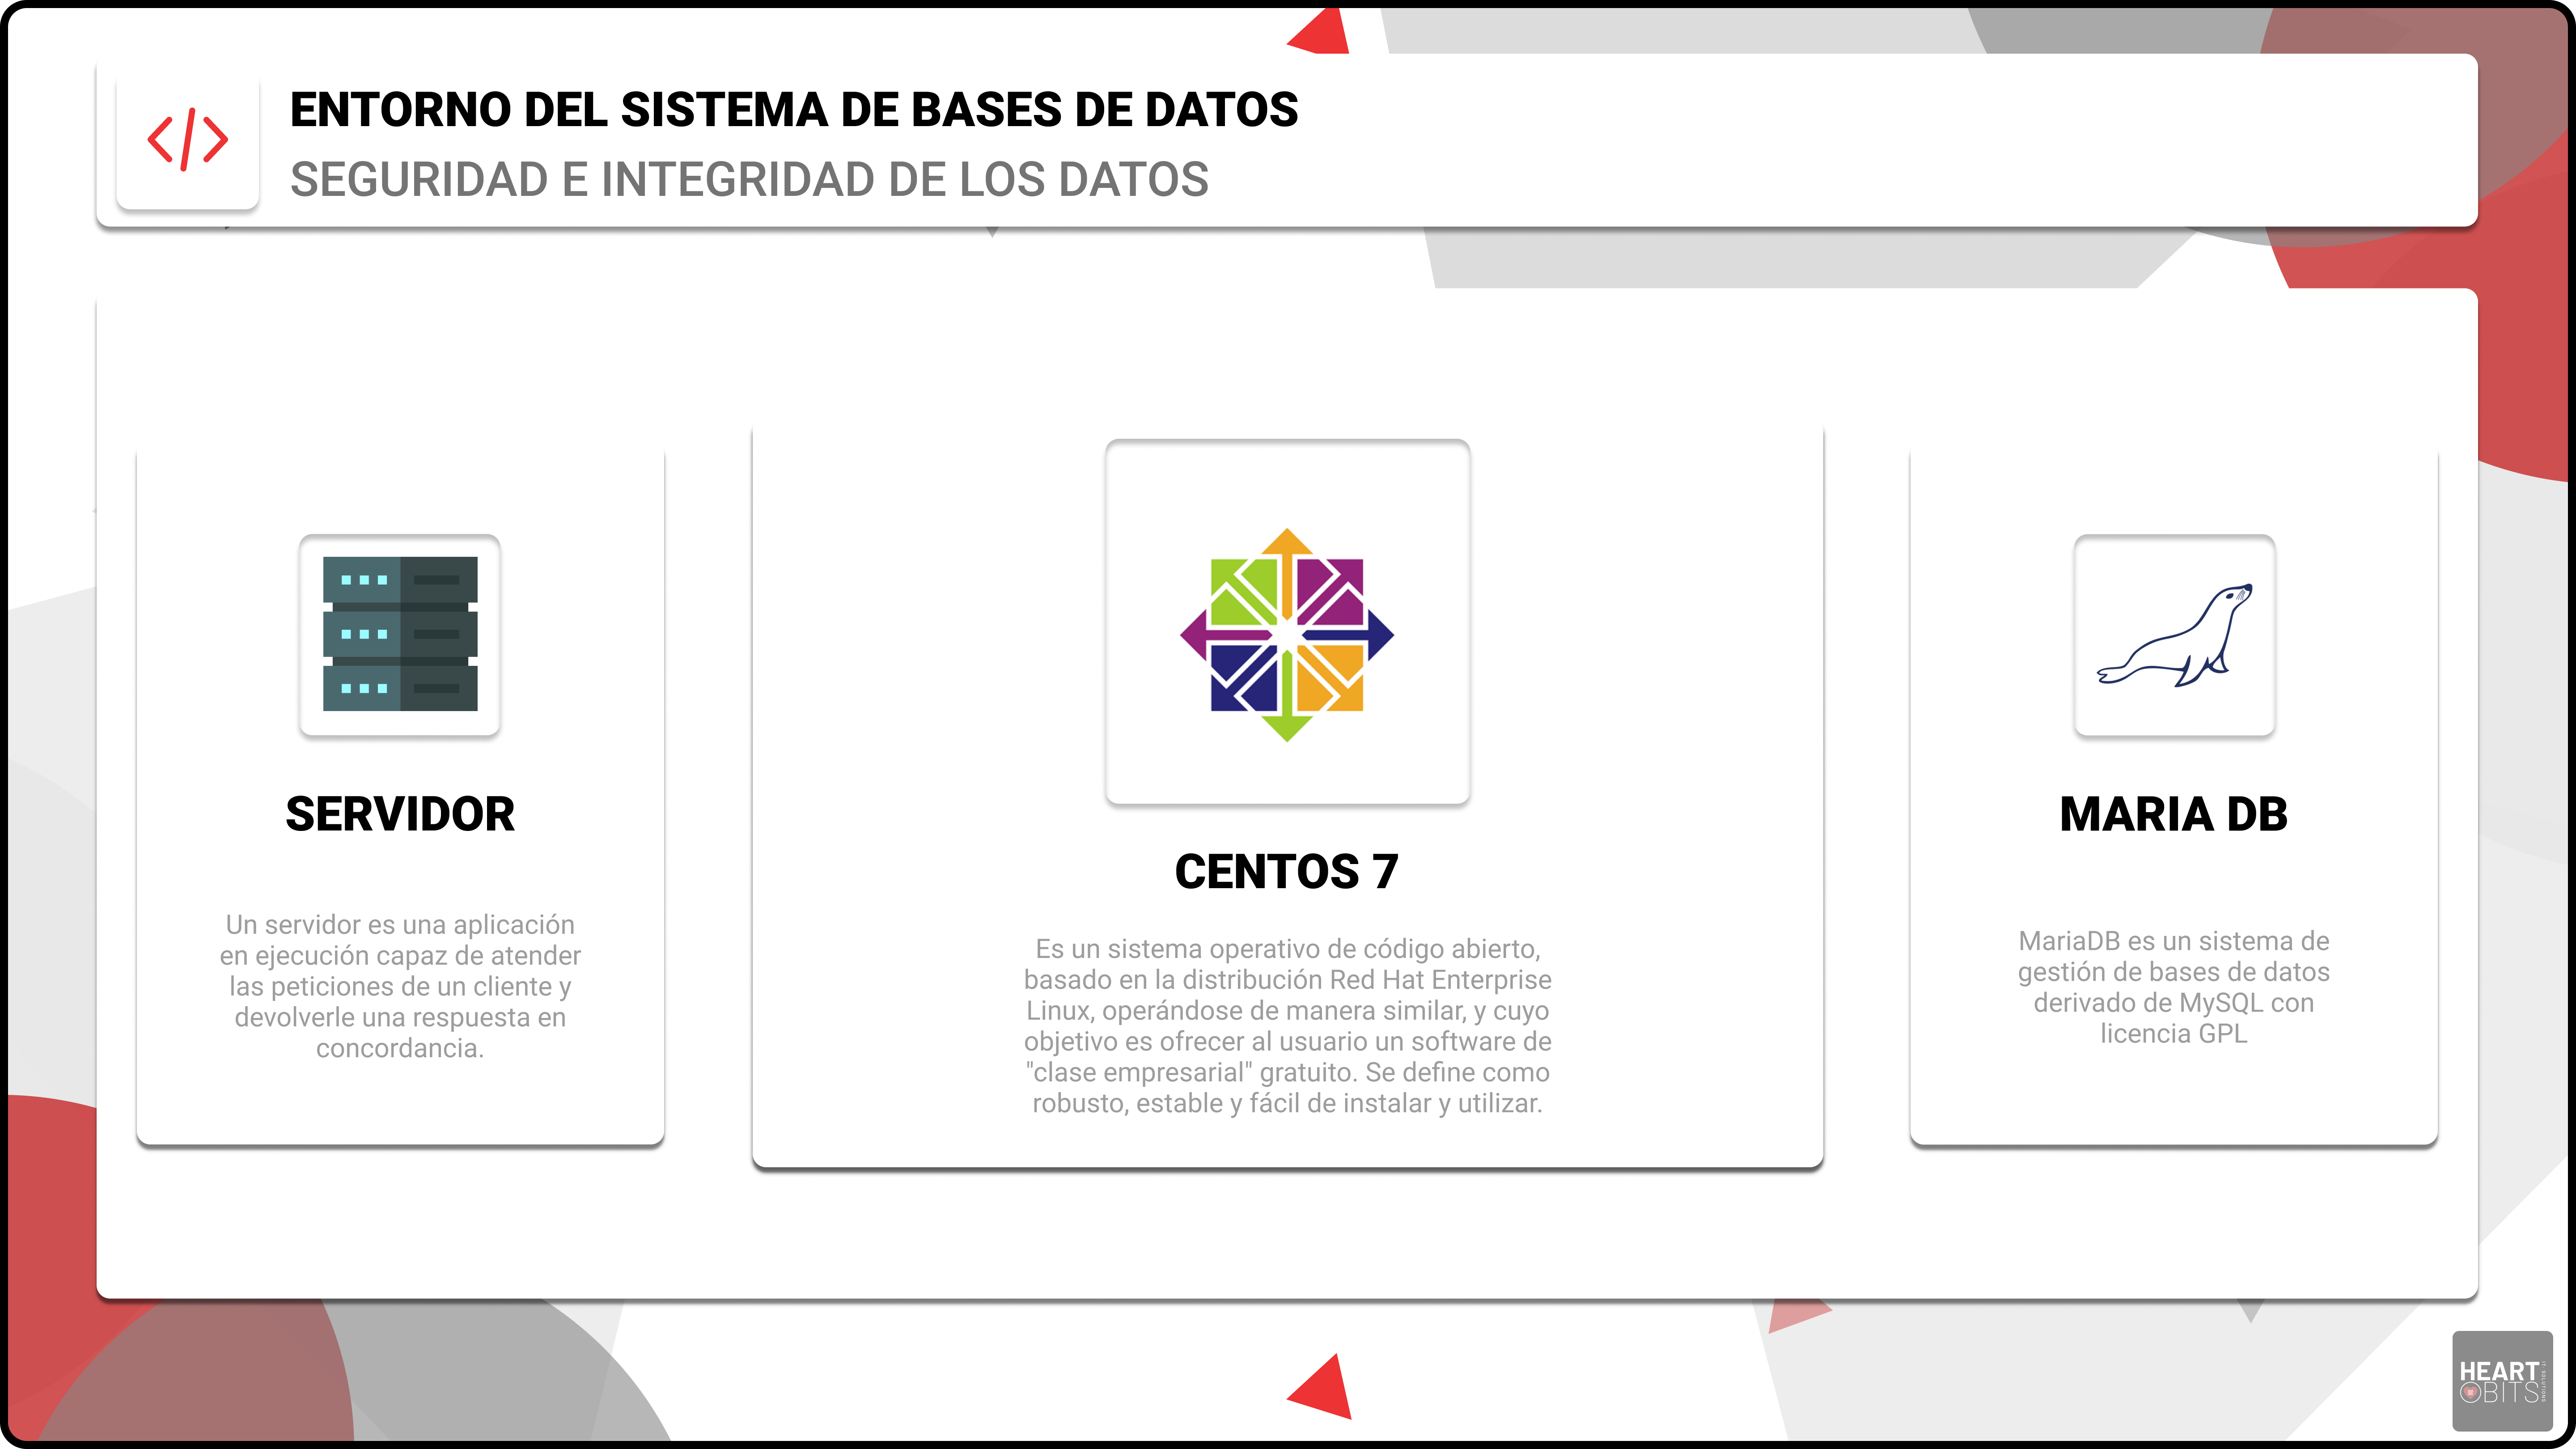 ENTORNO DEL SISTEMA DE BASES DE DATOS
SEGURIDAD E INTEGRIDAD DE LOS DATOS
SERVIDOR
Un servidor es una aplicación
en ejecución capaz de atender
las peticiones de un cliente y
devolverle una respuesta en
concordancia.
CENTOS 7
Es un sistema operativo de código abierto,
basado en la distribución Red Hat Enterprise
Linux, operándose de manera similar, y cuyo
objetivo es ofrecer al usuario un software de
"clase empresarial" gratuito. Se define como
robusto, estable y fácil de instalar y utilizar.
MARIA DB
MariaDB es un sistema de
gestión de bases de datos
derivado de MySQL con
licencia GPL
HEART
BITS
IT SOLUTIONS